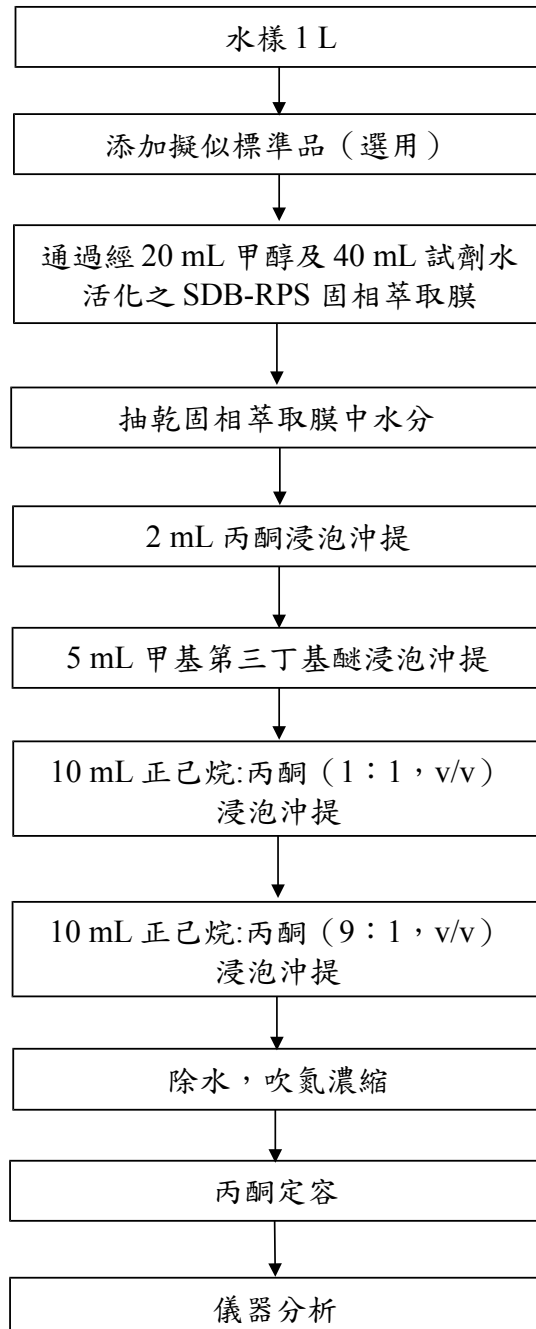 水樣 1 L
添加擬似標準品（選用）
通過經 20 mL 甲醇及 40 mL 試劑水
活化之 SDB-RPS 固相萃取膜
抽乾固相萃取膜中水分
2 mL 丙酮浸泡沖提
5 mL 甲基第三丁基醚浸泡沖提
10 mL 正己烷:丙酮（1：1，v/v）
浸泡沖提
10 mL 正己烷:丙酮（9：1，v/v）
浸泡沖提
除水，吹氮濃縮
丙酮定容
儀器分析